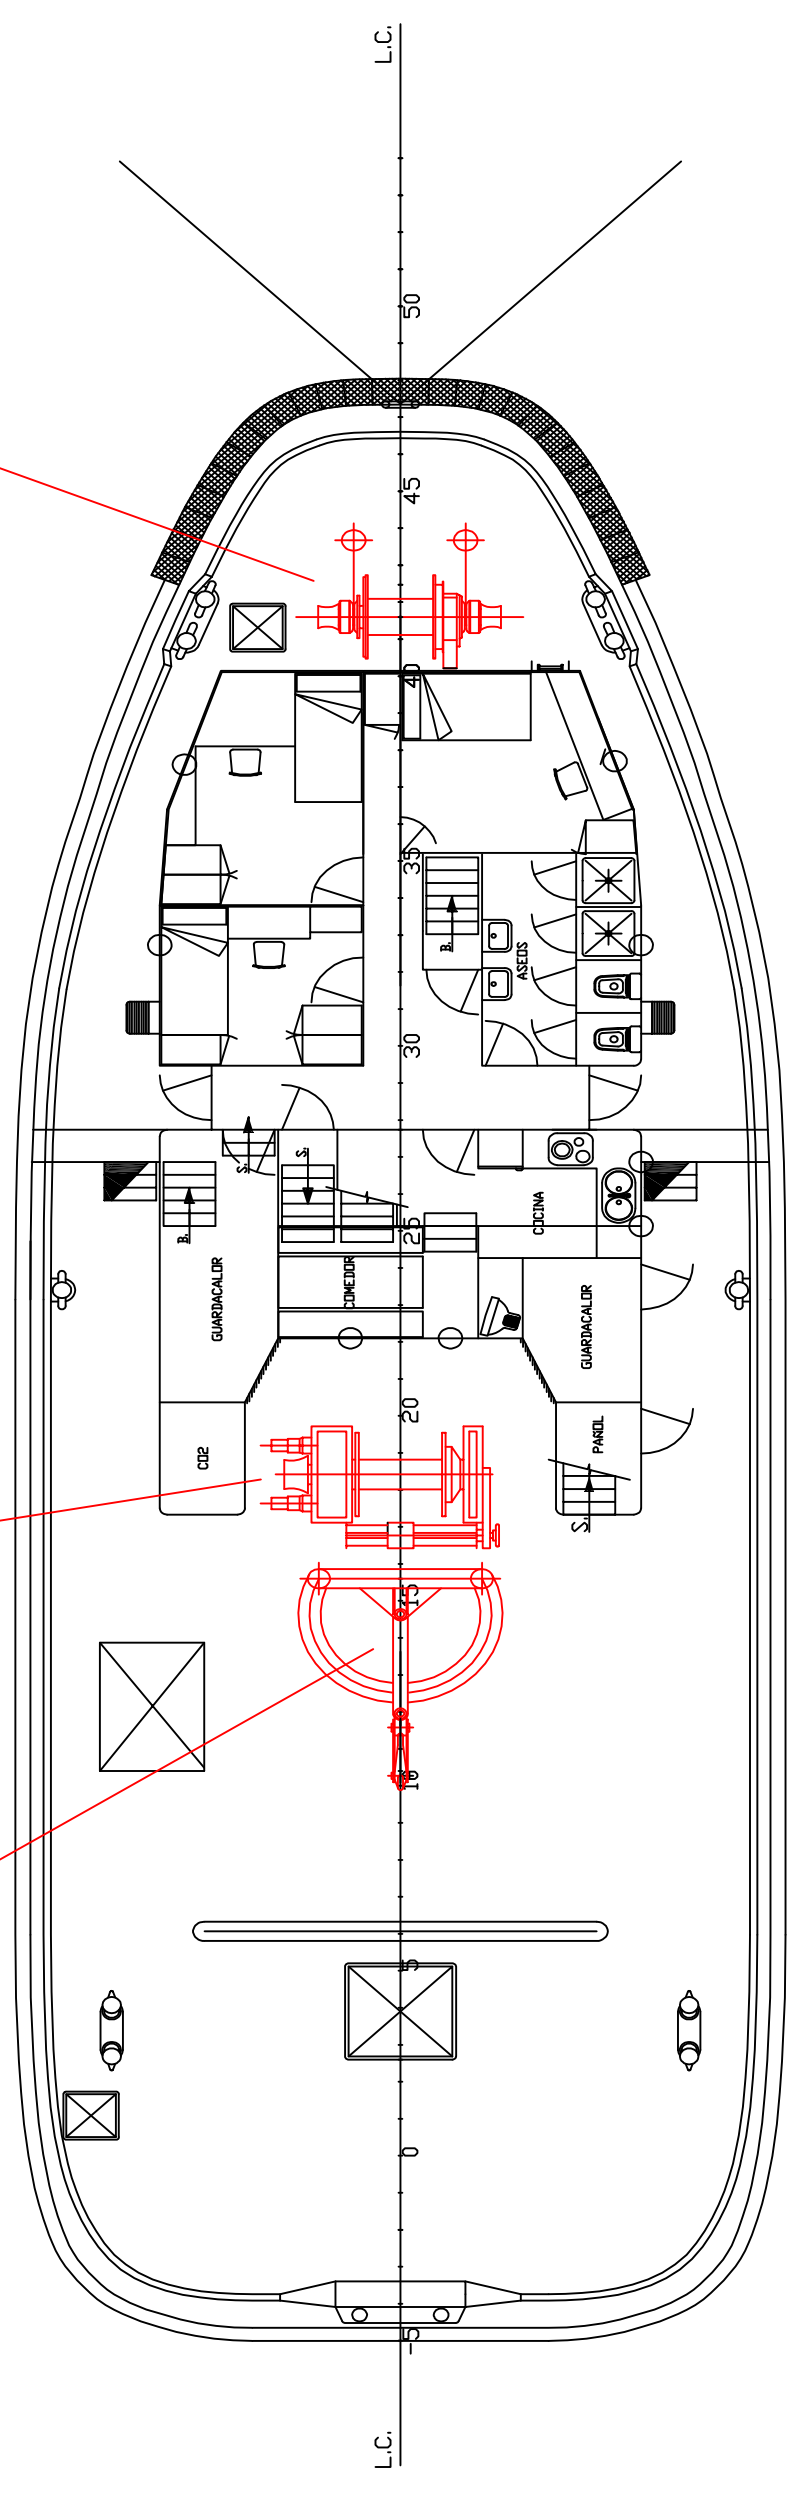 L.C.
50
45
40
35
B.
ASEOS
30
S.
S.
B.
25
COCINA
GUARDACALOR
COMEDOR
GUARDACALOR
20
CO2
PAÑOL
S.
15
10
5
0
-5
L.C.